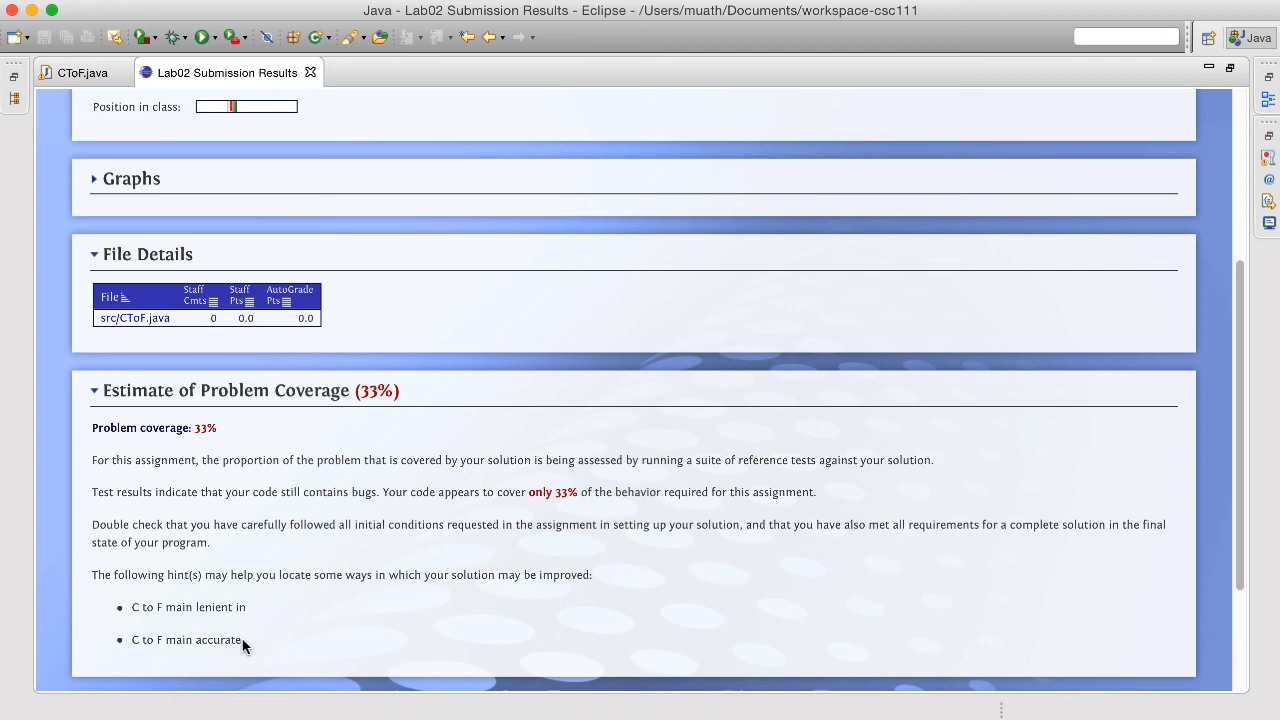 Java - Lab02 Submission Results - Eclipse - /Users/muath/Documents/workspace-csc111
Java
CToF.java
Lab02 Submission Results
Position in class:
Graphs
File Details
File Staff Cmts Staff Pts AutoGrade Pts
src/CToF.java 0 0.0 0.0
Estimate of Problem Coverage (33%)
Problem coverage: 33%
For this assignment, the proportion of the problem that is covered by your solution is being assessed by running a suite of reference tests against your solution.
Test results indicate that your code still contains bugs. Your code appears to cover only 33% of the behavior required for this assignment.
Double check that you have carefully followed all initial conditions requested in the assignment in setting up your solution, and that you have also met all requirements for a complete solution in the final
state of your program.
The following hint(s) may help you locate some ways in which your solution may be improved:
• C to F main lenient in
• C to F main accurate